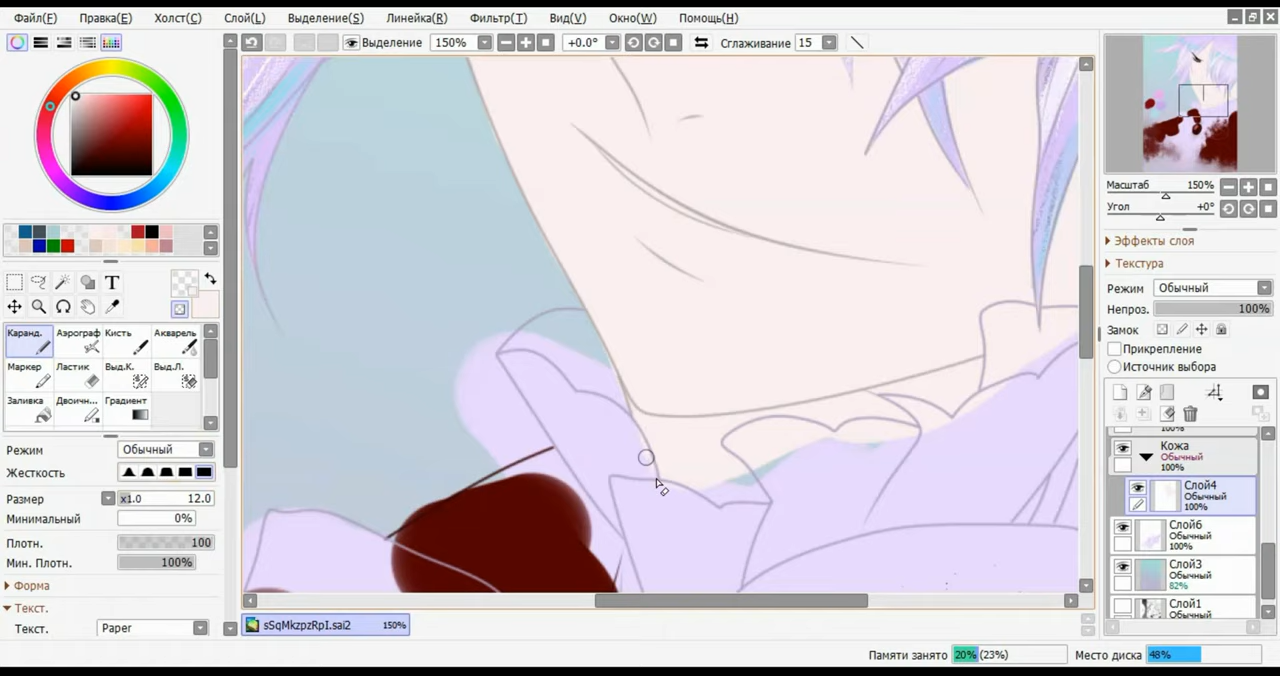 Файл(F) Правка(E) Холст(C) Слой(L) Выделение(S) Линейка(R) Фильтр(T) Вид(V) Окно(W) Помощь(H)
Выделение 150% +0.0° Сглаживание 15
Масштаб 150%
Угол +0°
Эффекты слоя
Текстура
Режим Обычный
Непроз. 100%
Замок
Прикрепление
Источник выбора
T
Каранд. Аэрограф Кисть Акварель
Маркер Ластик Выд.К. Выд.Л.
Заливка Двоичн... Градиент
Режим Обычный
Жесткость
Размер x1.0 12.0
Минимальный 0%
Плотн. 100
Мин. Плотн. 100%
Форма
Текст.
Текст. Paper
100%
Кожа
Обычный
100%
Слой4
Обычный
100%
Слой6
Обычный
100%
Слой3
Обычный
82%
Слой1
Обычный
sSqMkzpzRpI.sai2 150%
Памяти занято 20% (23%) Место диска 48%